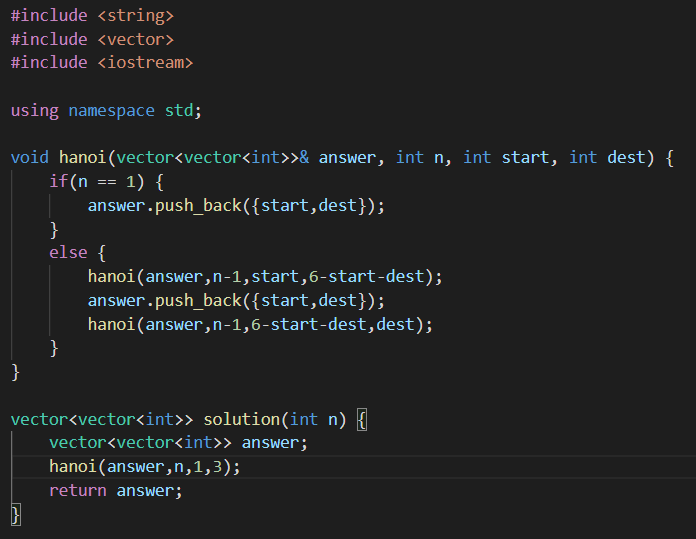 #include <string>
#include <vector>
#include <iostream>
using namespace std;
void hanoi(vector<vector<int>>& answer, int n, int start, int dest) {
if(n == 1) {
answer.push_back({start,dest});
}
else {
hanoi(answer,n-1,start,6-start-dest);
answer.push_back({start,dest});
hanoi(answer,n-1,6-start-dest,dest);
}
}
vector<vector<int>> solution(int n) {
vector<vector<int>> answer;
hanoi(answer,n,1,3);
return answer;
}